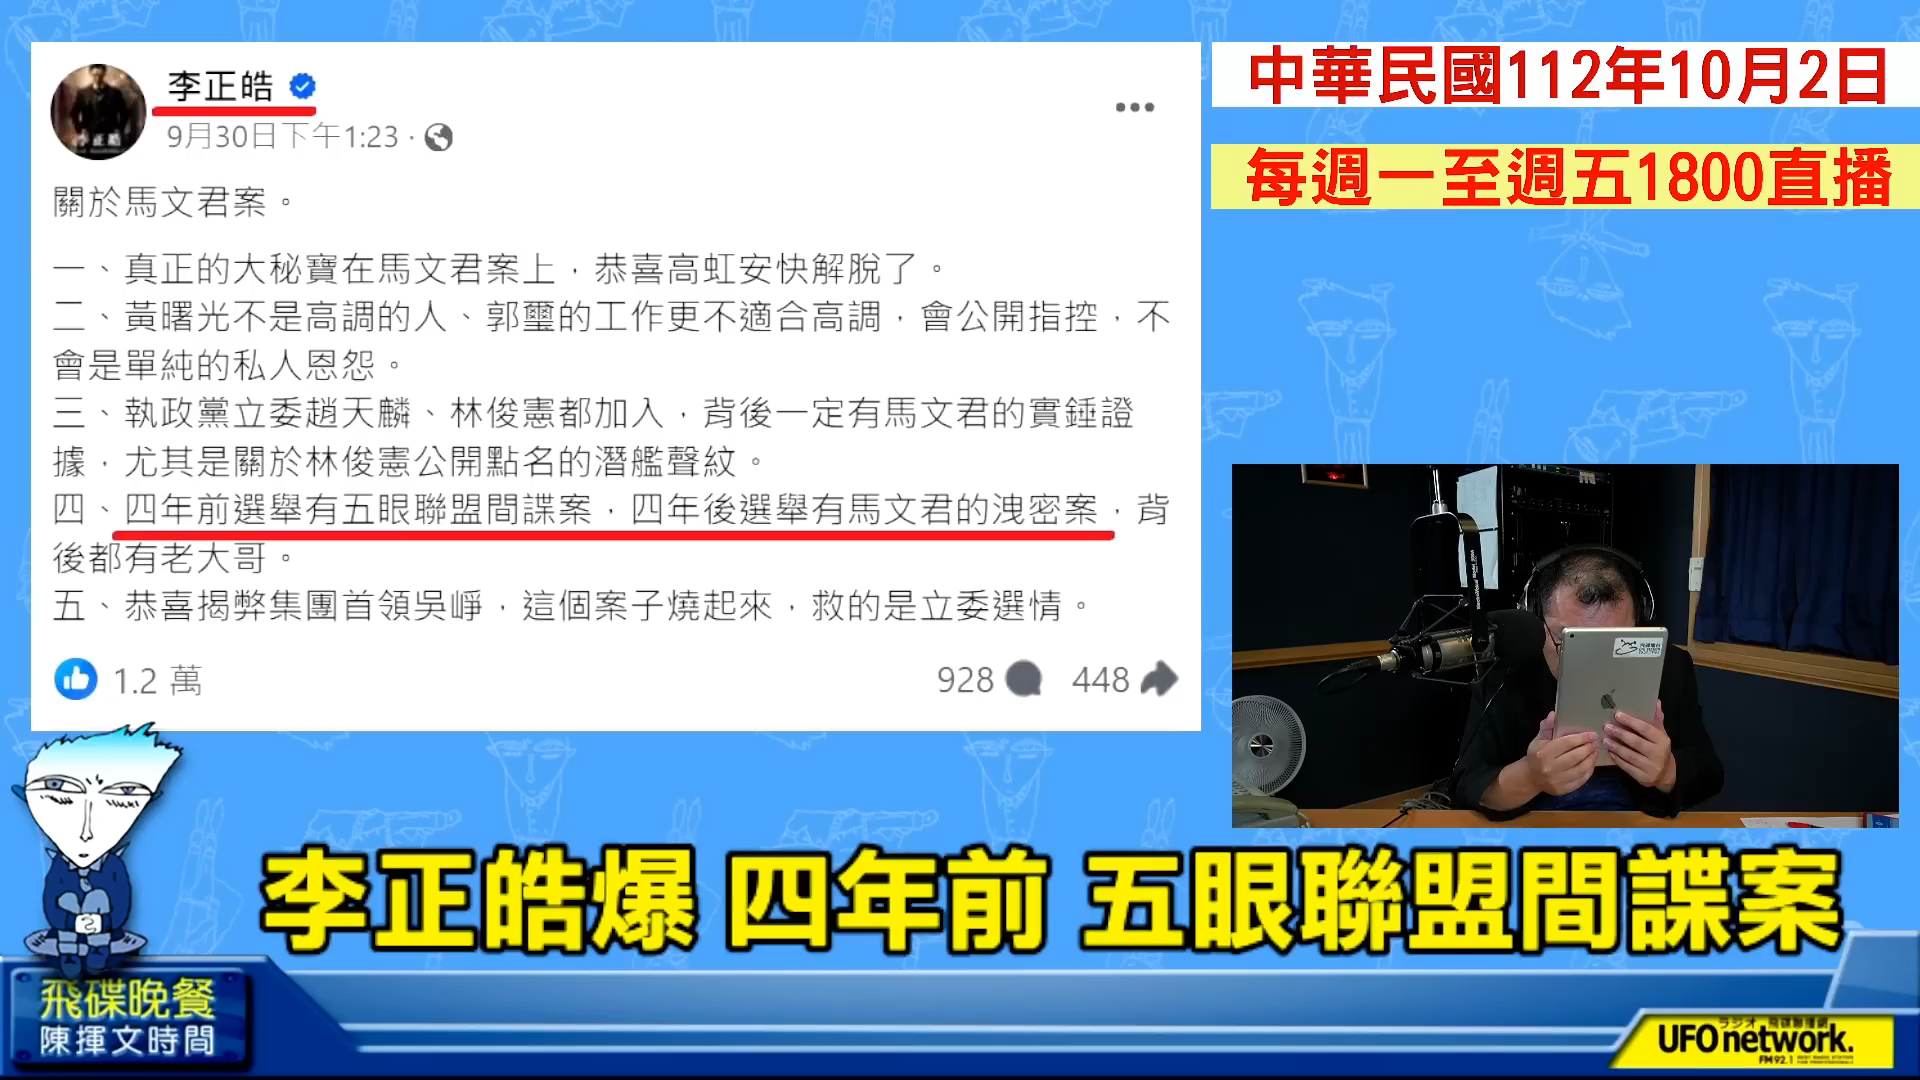 李正皓
9月30日下午1:23
關於馬文君案。
一、真正的大秘寶在馬文君案上，恭喜高虹安快解脫了。
二、黃曙光不是高調的人、郭璽的工作更不適合高調，會公開指控，不
會是單純的私人恩怨。
三、執政黨立委趙天麟、林俊憲都加入，背後一定有馬文君的實錘證
據，尤其是關於林俊憲公開點名的潛艦聲紋。
四、四年前選舉有五眼聯盟間諜案，四年後選舉有馬文君的洩密案，背
後都有老大哥。
五、恭喜揭弊集團首領吳崢，這個案子燒起來，救的是立委選情。
1.2 萬
928
448
中華民國112年10月2日
每週一至週五1800直播
李正皓爆 四年前 五眼聯盟間諜案
飛碟晚餐
陳揮文時間
ラジオ 飛碟聯播網
UFO network.
FM92.1